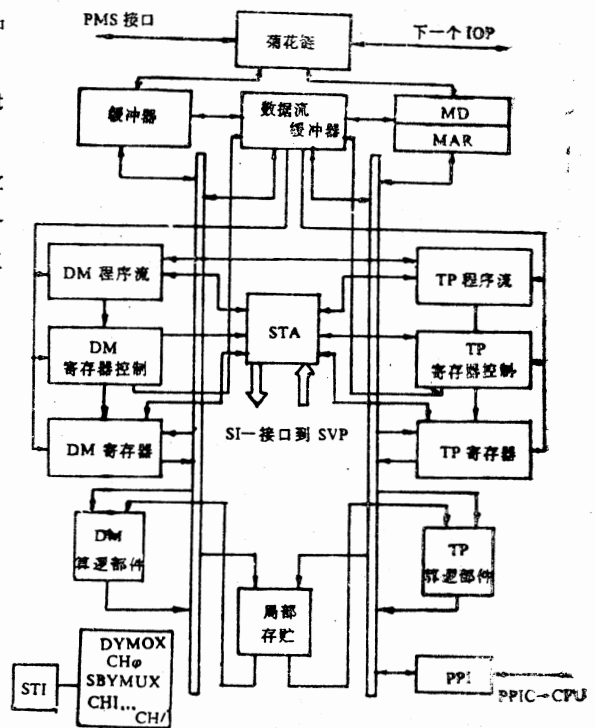 PMS 接口
菊花链
下一个 IOP
缓冲器
数据流
缓冲器
MD
MAR
DM 程序流
TP 程序流
STA
DM
寄存器控制
TP
寄存器控制
SI—接口到 SVP
DM 寄存器
TP 寄存器
DM
算逻部件
TP
算逻部件
局部
存贮
STI
DYMOX
CHφ
SBYMUX
CHI,...
CH/
PPI
PPIC→CPU